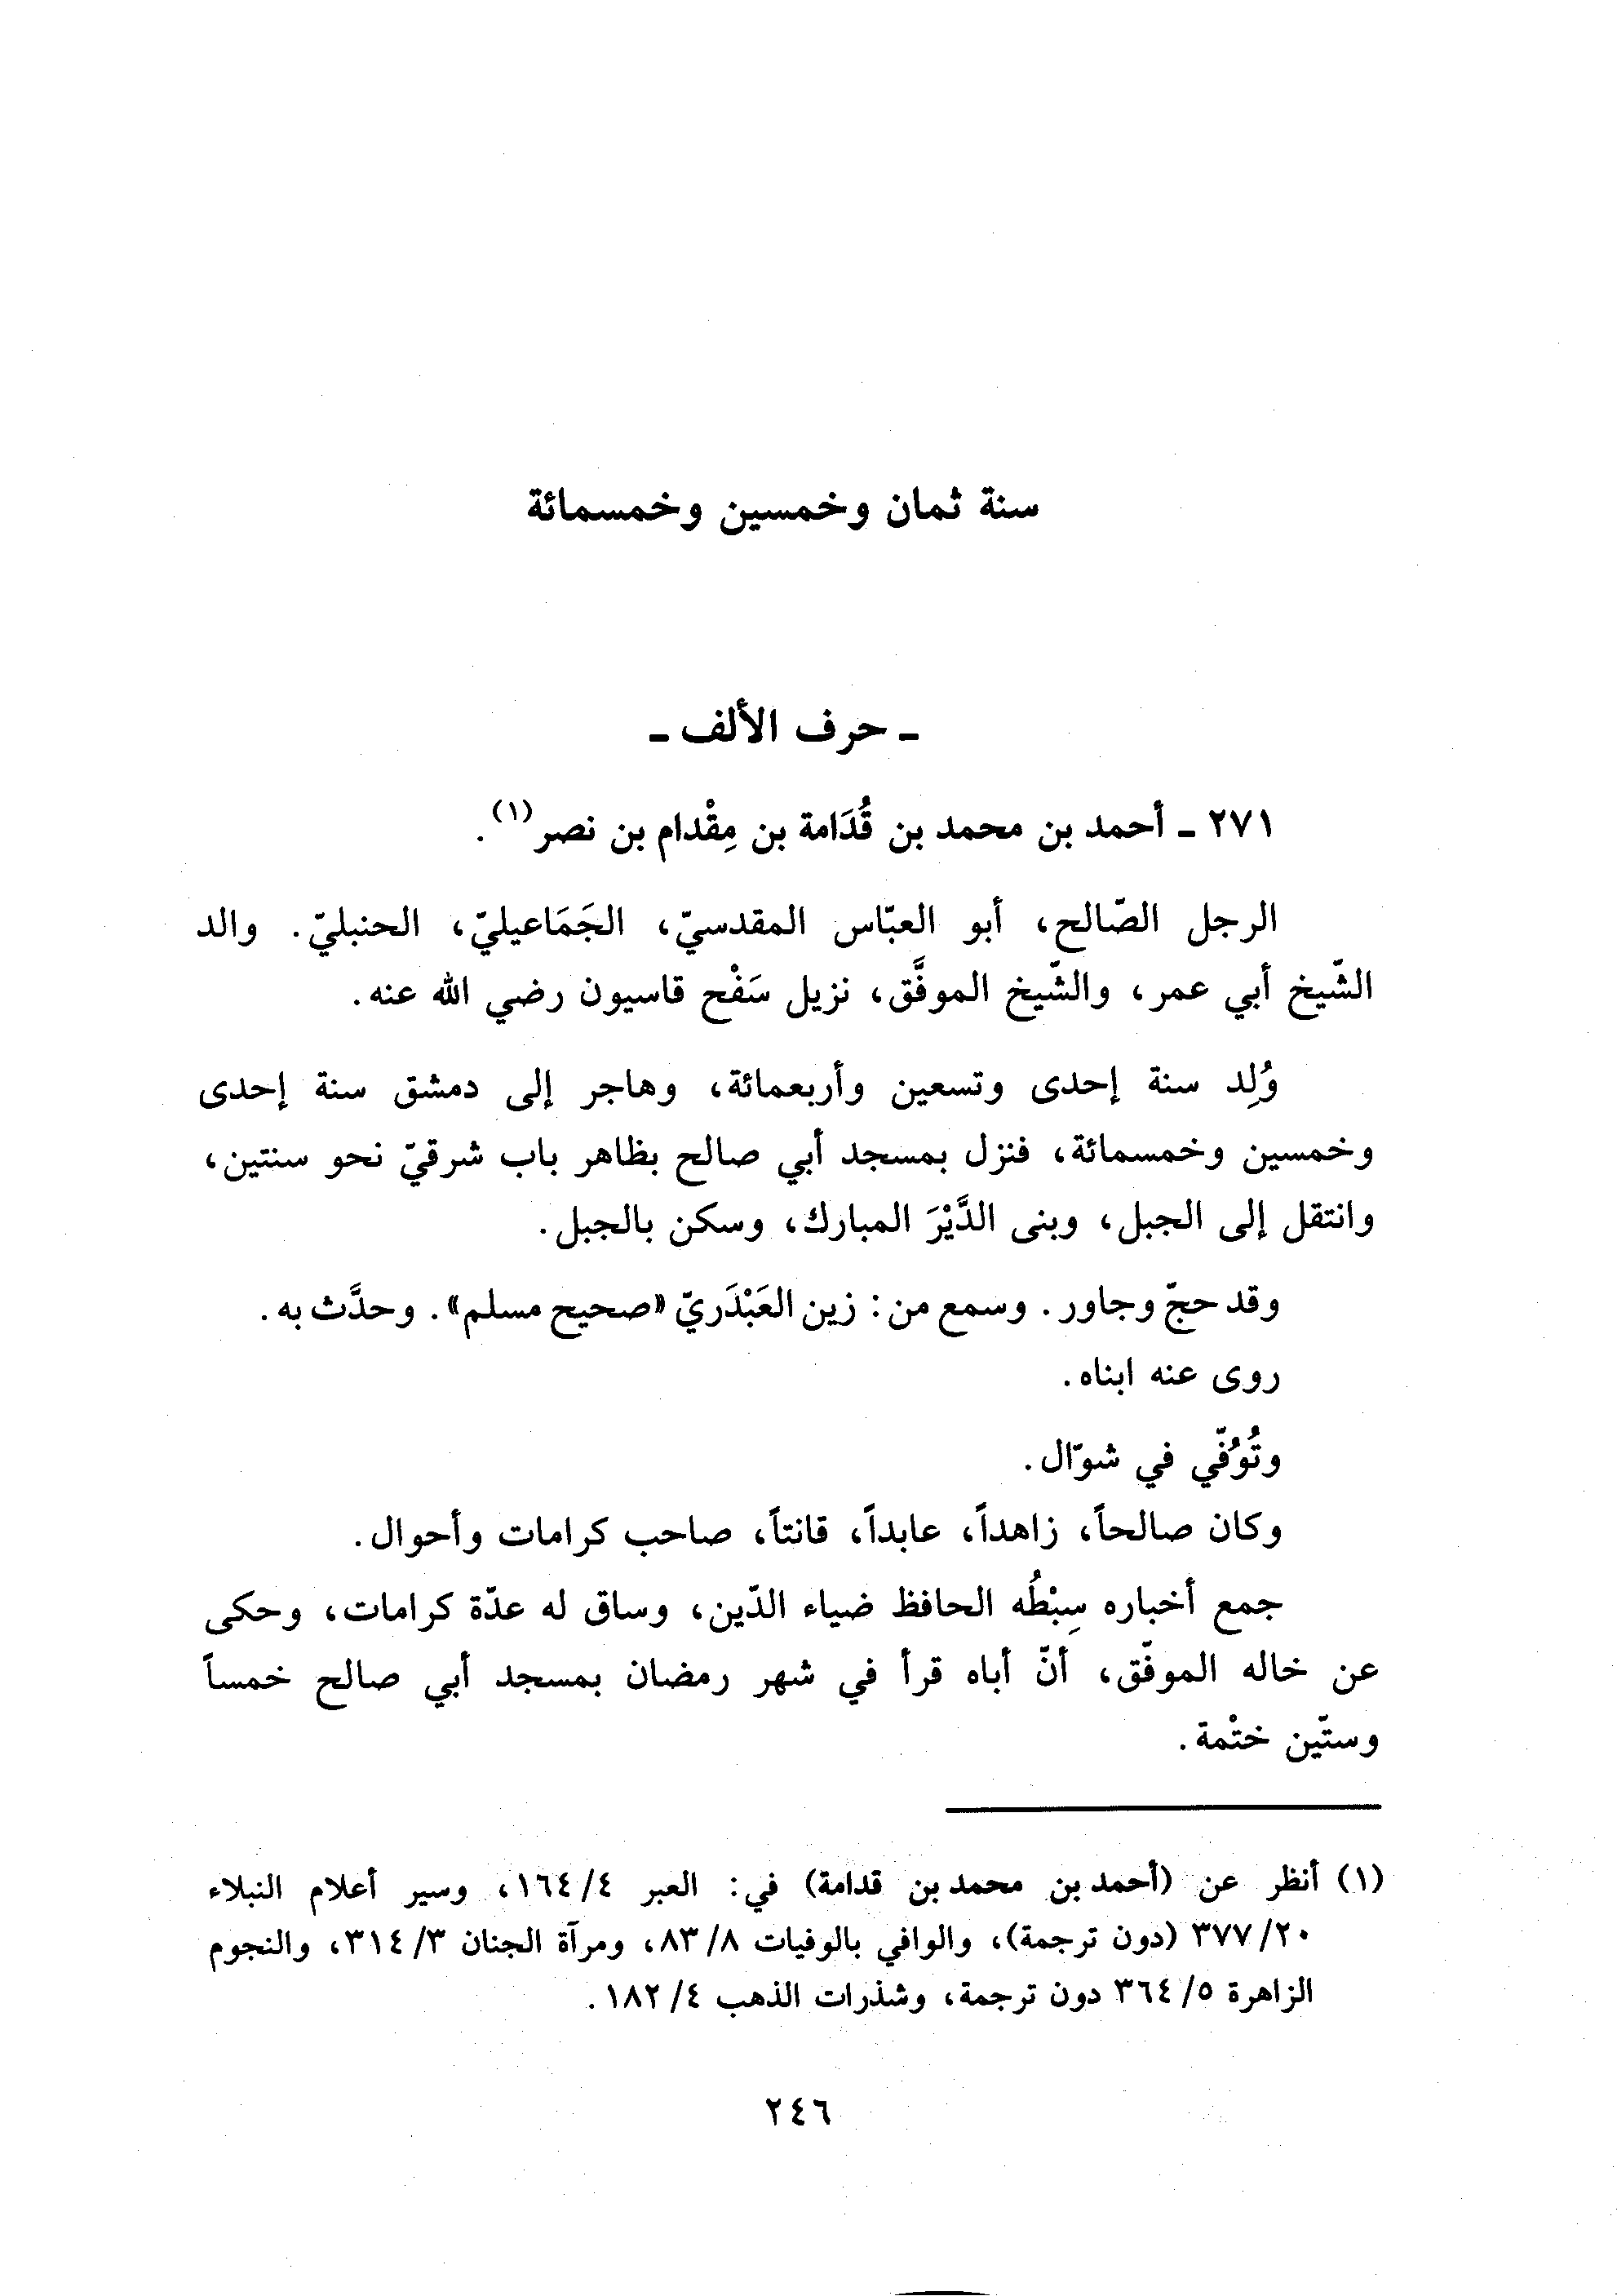 سنة ثمان وخمسين وخمسمائة
ـ حرف الألف ـ
٢٧١ ـ أحمد بن محمد بن قُدَامة بن مِقْدام بن نصر(١).
الرجل الصّالح، أبو العبّاس المقدسيّ، الجَمَاعيليّ، الحنبليّ. والد
الشّيخ أبي عمر، والشّيخ الموفَّق، نزيل سَفْح قاسيون رضي الله عنه.
وُلِد سنة إحدى وتسعين وأربعمائة، وهاجر إلى دمشق سنة إحدى
وخمسين وخمسمائة، فنزل بمسجد أبي صالح بظاهر باب شرقيّ نحو سنتين،
وانتقل إلى الجبل، وبنى الدَّيْرَ المبارك، وسكن بالجبل.
وقد حجّ وجاور. وسمع من: زين العَبْدَريّ «صحيح مسلم». وحدَّث به.
روى عنه ابناه.
وتُوُفّي في شوّال.
وكان صالحاً، زاهداً، عابداً، قانتاً، صاحب كرامات وأحوال.
جمع أخباره سِبْطُه الحافظ ضياء الدّين، وساق له عدّة كرامات، وحكى
عن خاله الموفّق، أنّ أباه قرأ في شهر رمضان بمسجد أبي صالح خمساً
وستّين ختْمة.
(١) أنظر عن (أحمد بن محمد بن قدامة) في: العبر ٤/١٦٤، وسير أعلام النبلاء
٢٠/٣٧٧ (دون ترجمة)، والوافي بالوفيات ٨/٨٣، ومرآة الجنان ٣/٣١٤، والنجوم
الزاهرة ٥/٣٦٤ دون ترجمة، وشذرات الذهب ٤/١٨٢.
٢٤٦